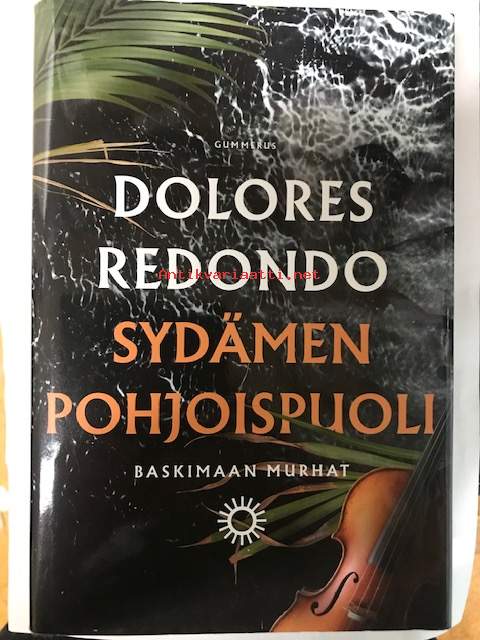 GUMMERUS
DOLORES
REDONDO
Antikvariaatti.net
SYDÄMEN
POHJOISPUOLI
BASKIMAAN MURHAT